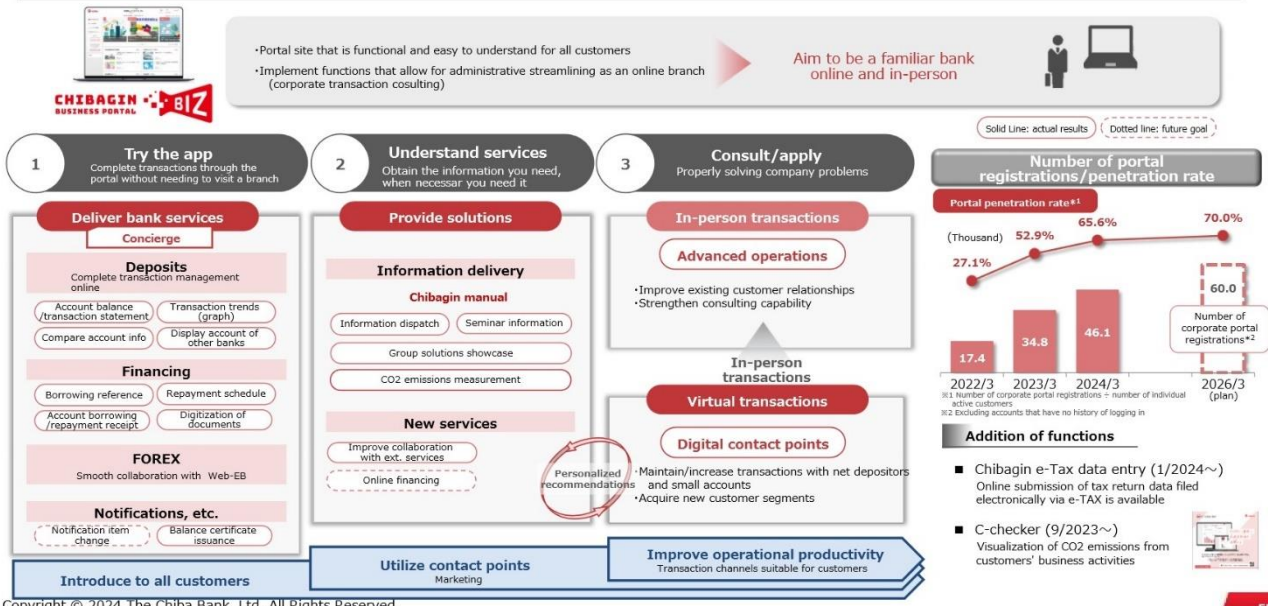 CHIBAGIN
BUSINESS PORTAL
BIZ
・Portal site that is functional and easy to understand for all customers
・Implement functions that allow for administrative streamlining as an online branch
(corporate transaction cosulting)
Aim to be a familiar bank
online and in-person
1
Try the app
Complete transactions through the
portal without needing to visit a branch
Deliver bank services
Concierge
Deposits
Complete transaction management
online
Account balance
/transaction statement
Transaction trends
(graph)
Compare account info
Display account of
other banks
Financing
Borrowing reference
Repayment schedule
Account borrowing
/repayment receipt
Digitization of
documents
FOREX
Smooth collaboration with Web-EB
Notifications, etc.
Notification item
change
Balance certificate
issuance
Introduce to all customers
2
Understand services
Obtain the information you need,
when necessar you need it
Provide solutions
Information delivery
Chibagin manual
Information dispatch
Seminar information
Group solutions showcase
CO2 emissions measurement
New services
Improve collaboration
with ext. services
Online financing
Personalized
recommendations
Utilize contact points
Marketing
3
Consult/apply
Properly solving company problems
In-person transactions
Advanced operations
・Improve existing customer relationships
・Strengthen consulting capability
In-person
transactions
Virtual transactions
Digital contact points
・Maintain/increase transactions with net depositors
and small accounts
・Acquire new customer segments
Improve operational productivity
Transaction channels suitable for customers
Solid Line: actual results
Dotted line: future goal
Number of portal
registrations/penetration rate
Portal penetration rate※1
(Thousand)
27.1%
52.9%
65.6%
70.0%
17.4
34.8
46.1
60.0
Number of
corporate portal
registrations※2
2022/3
2023/3
2024/3
2026/3
(plan)
※1 Number of corporate portal registrations ÷ number of individual
active customers
※2 Excluding accounts that have no history of logging in
Addition of functions
■ Chibagin e-Tax data entry (1/2024～)
Online submission of tax return data filed
electronically via e-TAX is available
■ C-checker (9/2023～)
Visualization of CO2 emissions from
customers' business activities
Copyright © 2024 The Chiba Bank, Ltd. All Rights Reserved